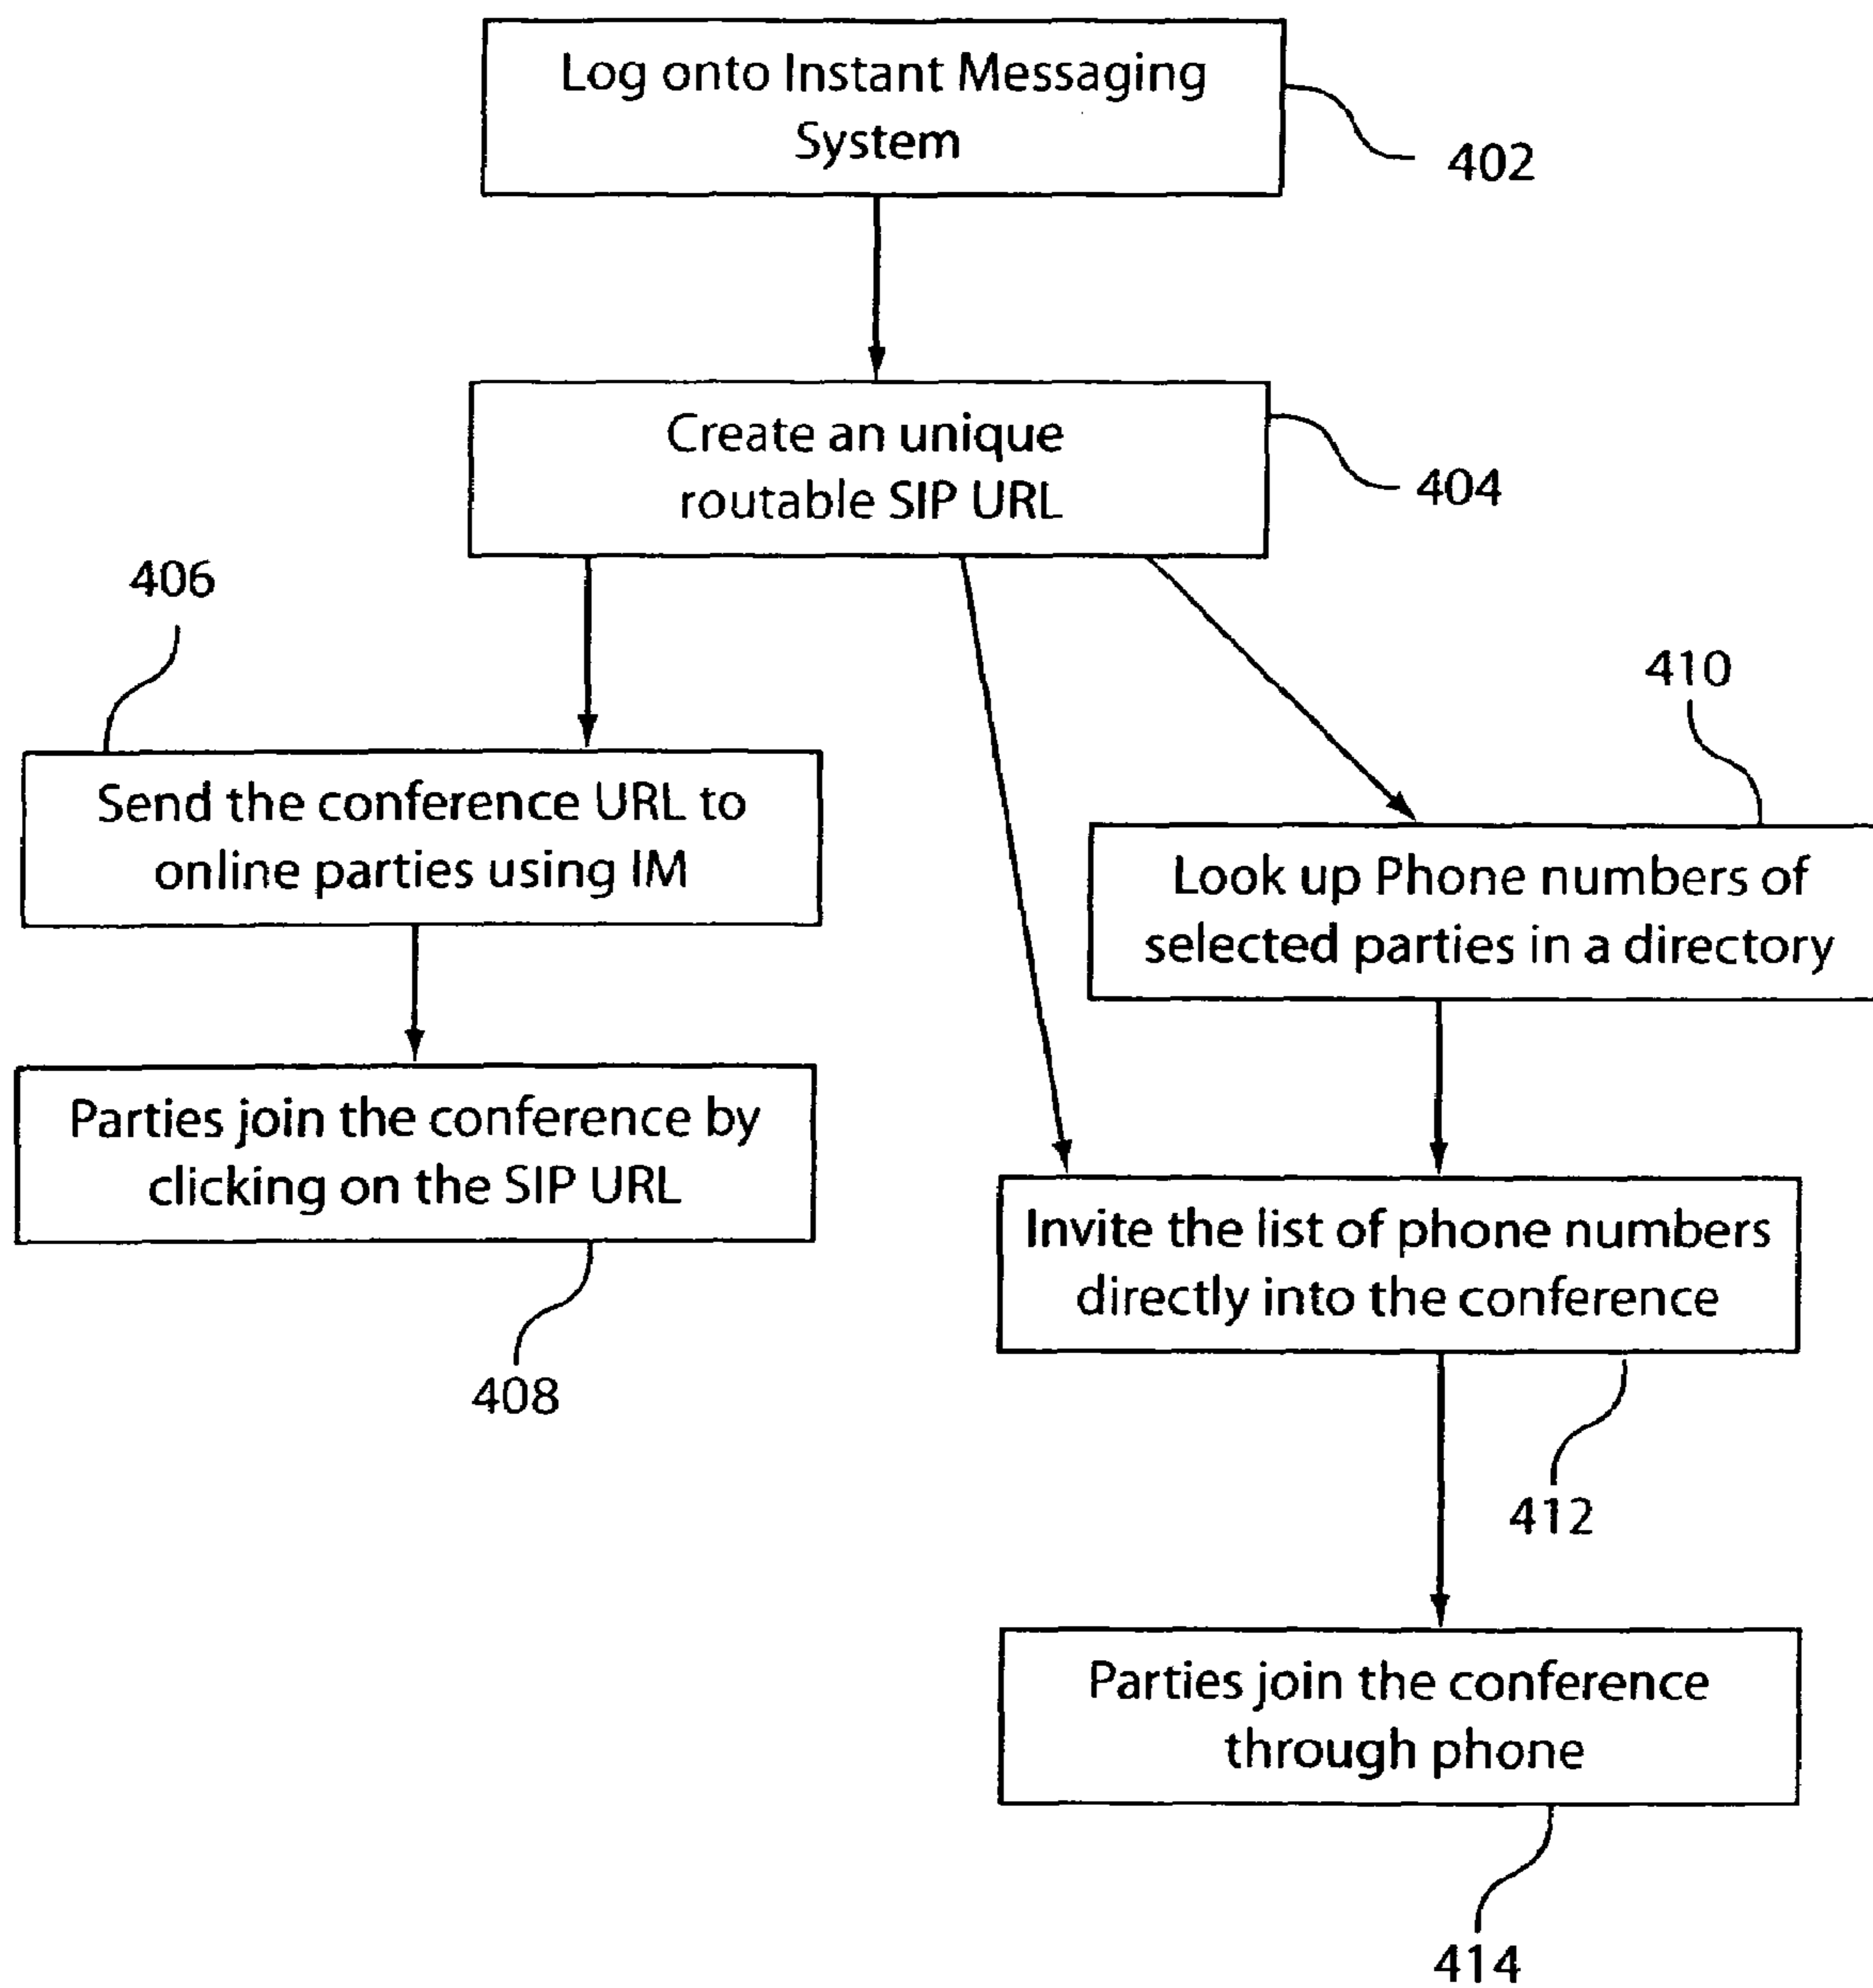 Log onto Instant Messaging
System
402
Create an unique
routable SIP URL
404
406
410
Send the conference URL to
online parties using IM
Look up Phone numbers of
selected parties in a directory
Parties join the conference by
clicking on the SIP URL
408
Invite the list of phone numbers
directly into the conference
412
Parties join the conference
through phone
414